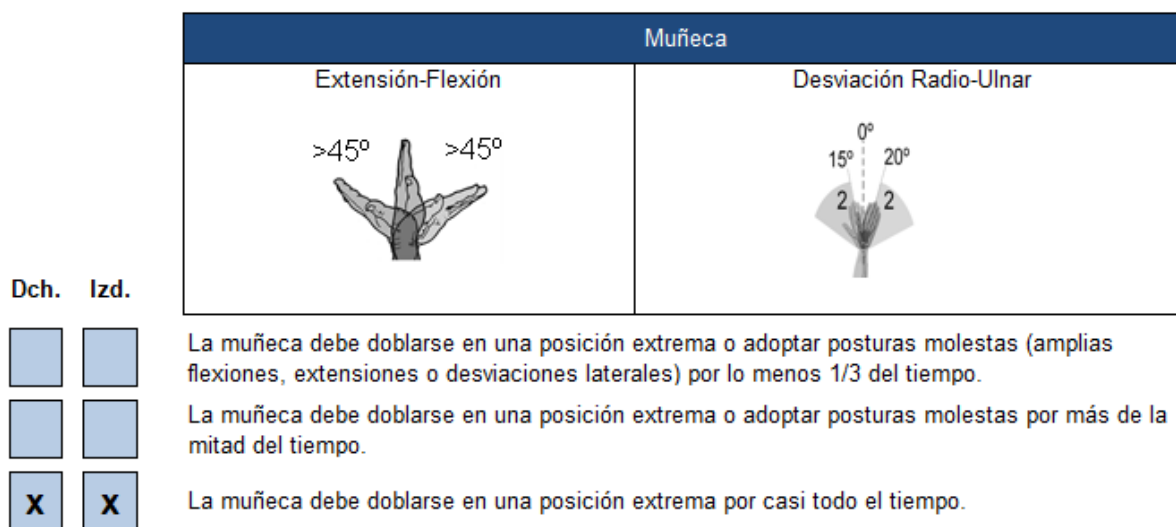 Muñeca
Extensión-Flexión
Desviación Radio-Ulnar
>45º >45º
0º
15º 20º
2 2
Dch. Izd.
La muñeca debe doblarse en una posición extrema o adoptar posturas molestas (amplias
flexiones, extensiones o desviaciones laterales) por lo menos 1/3 del tiempo.
La muñeca debe doblarse en una posición extrema o adoptar posturas molestas por más de la
mitad del tiempo.
x x La muñeca debe doblarse en una posición extrema por casi todo el tiempo.